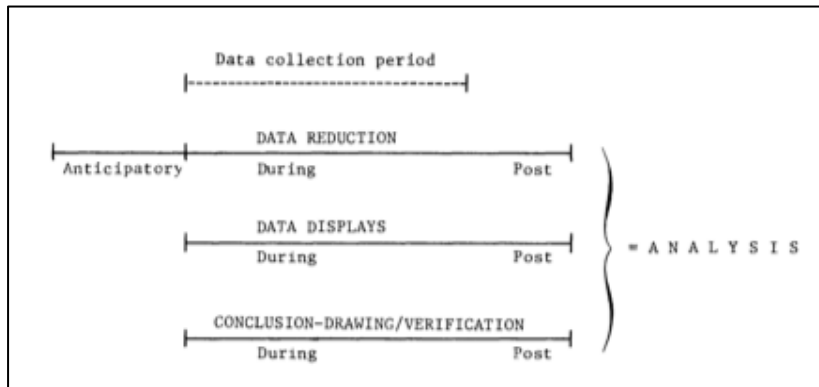 Data collection period
DATA REDUCTION
Anticipatory During Post
DATA DISPLAYS
During Post
= A N A L Y S I S
CONCLUSION-DRAWING/VERIFICATION
During Post